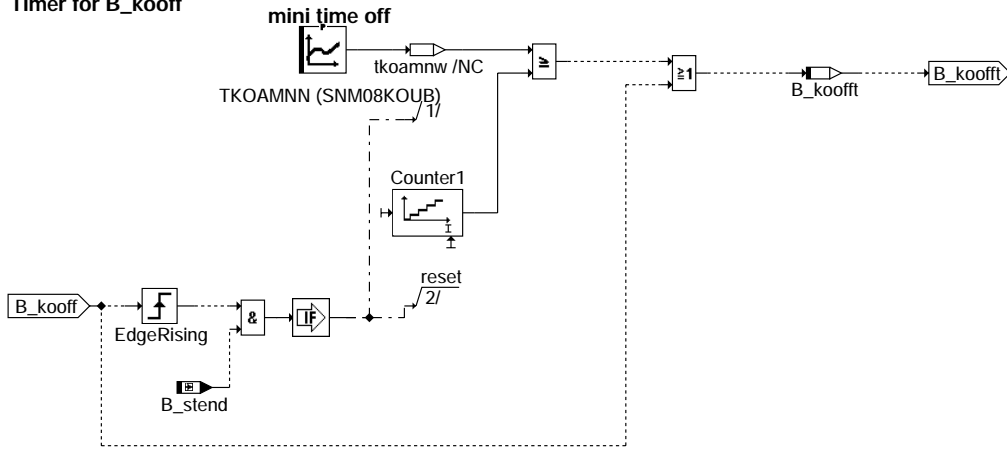 Timer for B_kooff
mini time off
P
tkoamnw /NC
TKOAMNN (SNM08KOUB)
1/
≥
≥1
B_koofft
B_koofft
Counter1
I
B_kooff
EdgeRising
&
IF
reset
2/
B_stend